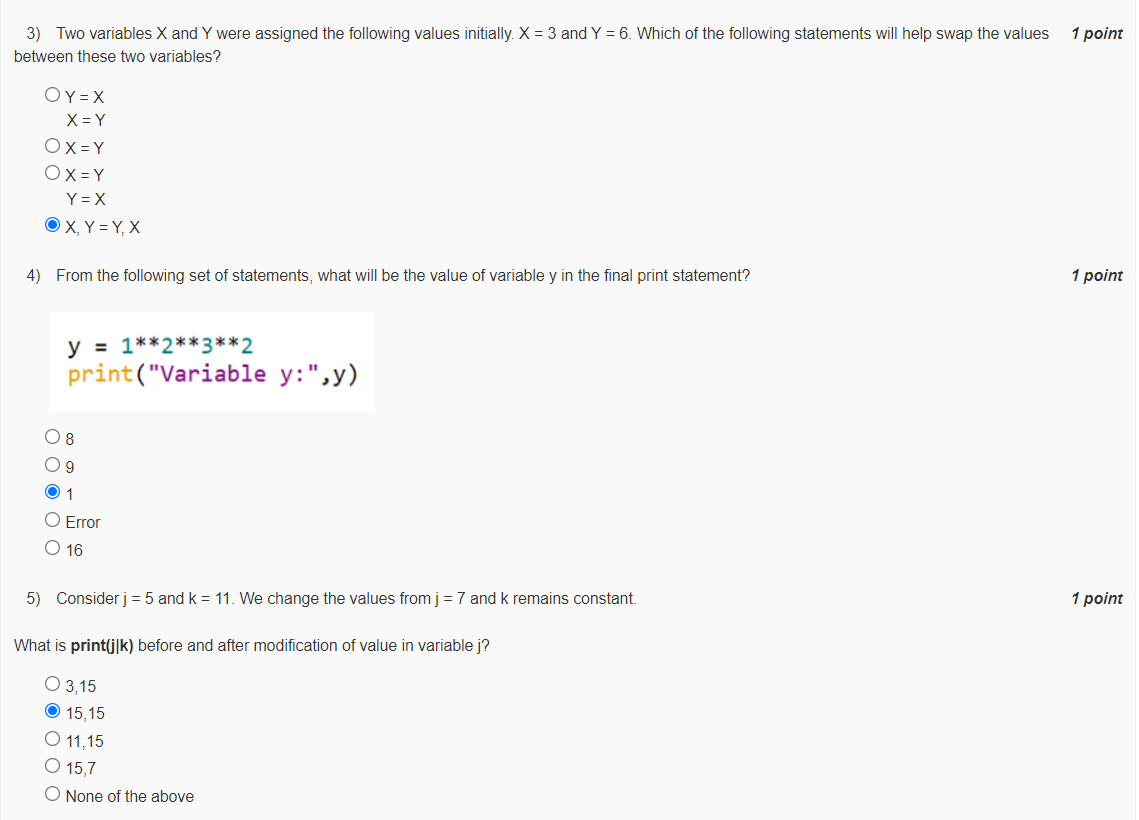 3) Two variables X and Y were assigned the following values initially. X = 3 and Y = 6. Which of the following statements will help swap the values 1 point
between these two variables?
Y = X
X = Y
X = Y
X = Y
Y = X
X, Y = Y, X
4) From the following set of statements, what will be the value of variable y in the final print statement? 1 point
y = 1**2**3**2
print("Variable y:",y)
8
9
1
Error
16
5) Consider j = 5 and k = 11. We change the values from j = 7 and k remains constant. 1 point
What is print(j|k) before and after modification of value in variable j?
3,15
15,15
11,15
15,7
None of the above